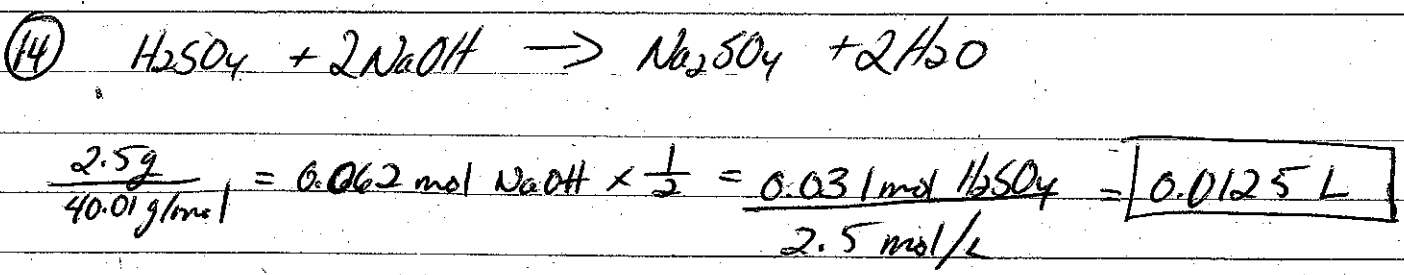 (14) H₂SO₄ + 2NaOH → Na₂SO₄ + 2H₂O
2.5g / 40.01 g/mol = 0.062 mol NaOH × 1/2 = 0.031 mol H₂SO₄ / 2.5 mol/L = 0.0125 L